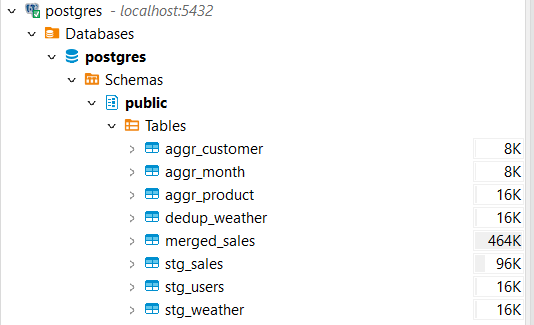 postgres - localhost:5432
Databases
postgres
Schemas
public
Tables
aggr_customer 8K
aggr_month 8K
aggr_product 16K
dedup_weather 16K
merged_sales 464K
stg_sales 96K
stg_users 16K
stg_weather 16K